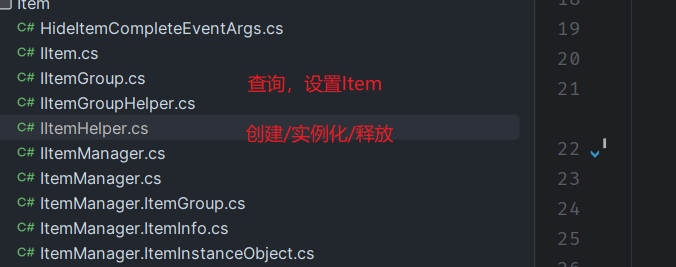 Item
C# HideItemCompleteEventArgs.cs
C# IItem.cs
C# IItemGroup.cs
查询，设置Item
C# IItemGroupHelper.cs
C# IItemHelper.cs
创建/实例化/释放
C# IItemManager.cs
C# ItemManager.cs
C# ItemManager.ItemGroup.cs
C# ItemManager.ItemInfo.cs
C# ItemManager.ItemInstanceObject.cs
19
20
21
22
23
24
25